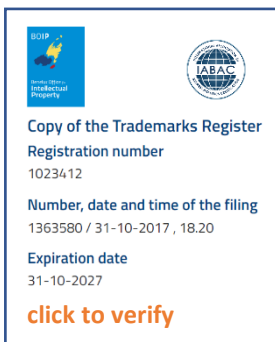 BOIP
Benelux Office for
Intellectual
Property
IABAC
Copy of the Trademarks Register
Registration number
1023412
Number, date and time of the filing
1363580 / 31-10-2017 , 18.20
Expiration date
31-10-2027
click to verify